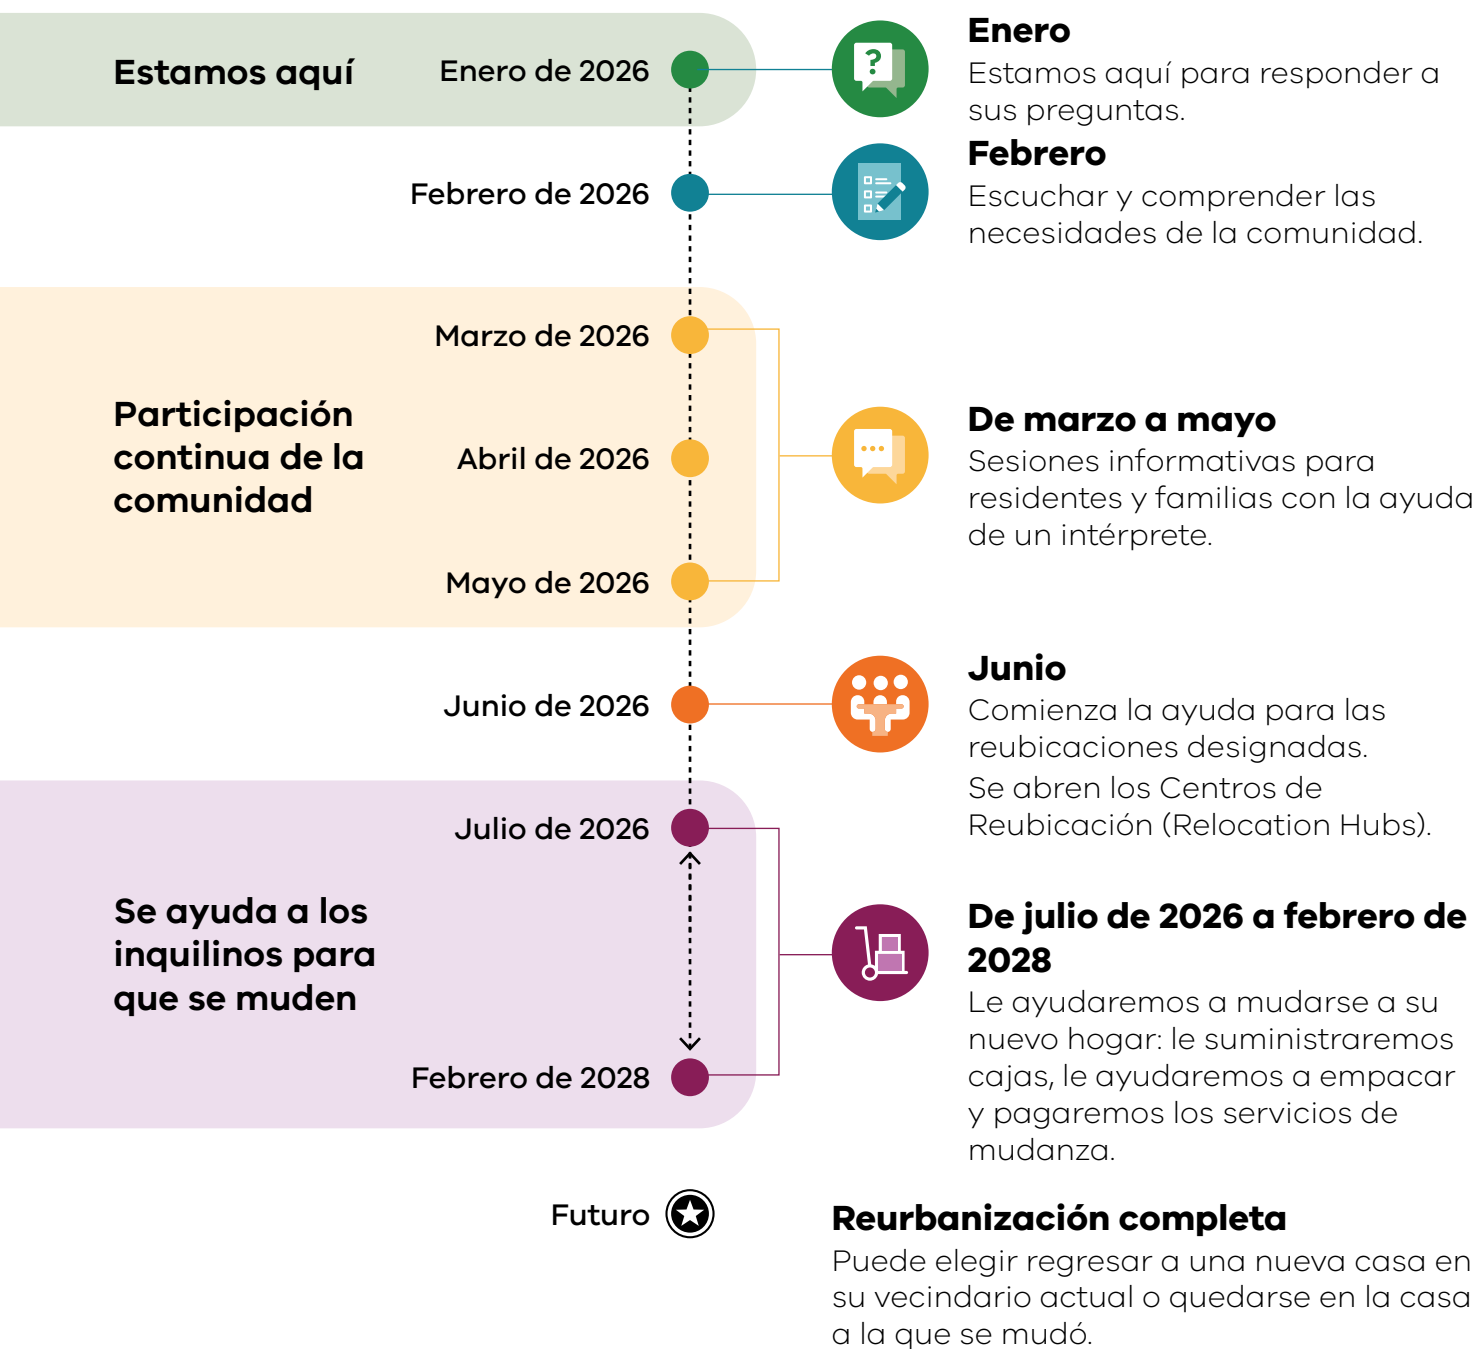 Estamos aquí
Enero de 2026
Enero
Estamos aquí para responder a
sus preguntas.
Febrero de 2026
Febrero
Escuchar y comprender las
necesidades de la comunidad.
Participación
continua de la
comunidad
Marzo de 2026
Abril de 2026
Mayo de 2026
De marzo a mayo
Sesiones informativas para
residentes y familias con la ayuda
de un intérprete.
Junio de 2026
Junio
Comienza la ayuda para las
reubicaciones designadas.
Se abren los Centros de
Reubicación (Relocation Hubs).
Se ayuda a los
inquilinos para
que se muden
Julio de 2026
Febrero de 2028
De julio de 2026 a febrero de
2028
Le ayudaremos a mudarse a su
nuevo hogar: le suministraremos
cajas, le ayudaremos a empacar
y pagaremos los servicios de
mudanza.
Futuro
Reurbanización completa
Puede elegir regresar a una nueva casa en
su vecindario actual o quedarse en la casa
a la que se mudó.